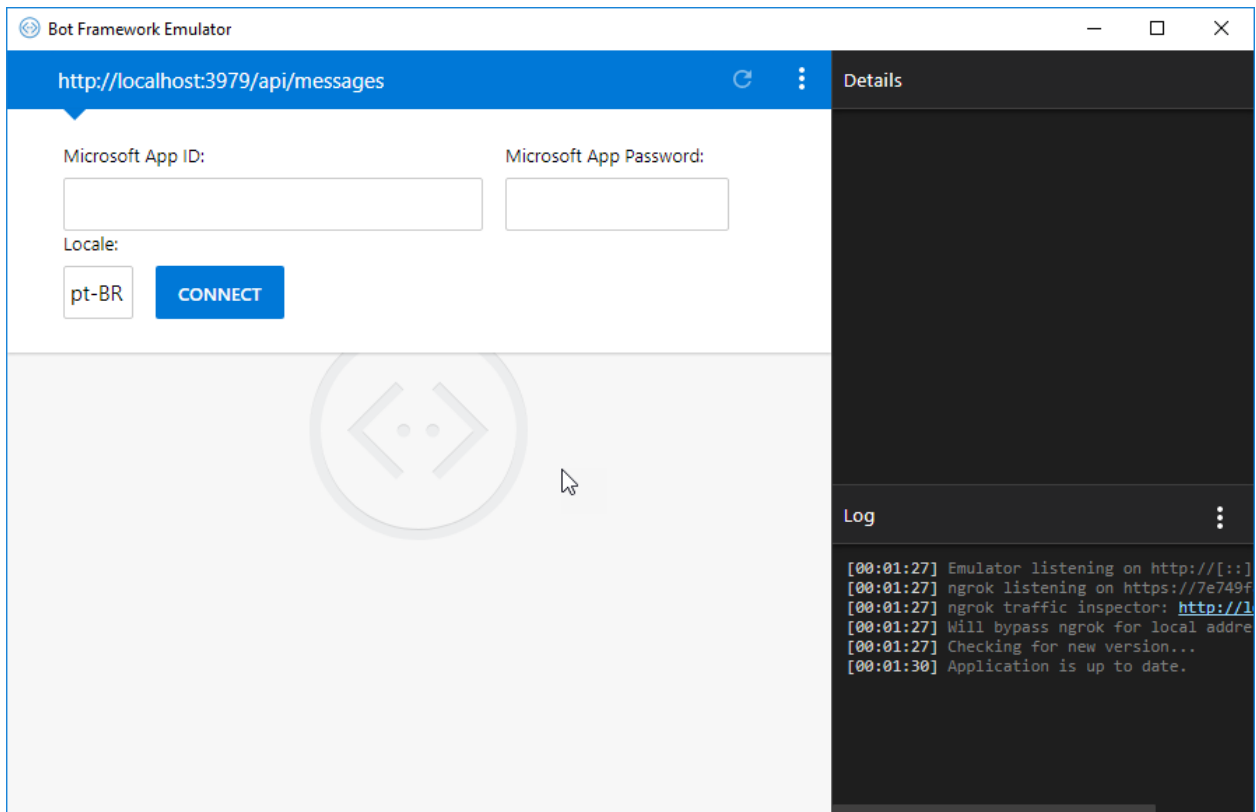 Bot Framework Emulator
http://localhost:3979/api/messages
Microsoft App ID:
Microsoft App Password:
Locale:
pt-BR
CONNECT
Details
Log
[00:01:27] Emulator listening on http://[::]
[00:01:27] ngrok listening on https://7e749f
[00:01:27] ngrok traffic inspector: http://l
[00:01:27] Will bypass ngrok for local addre
[00:01:27] Checking for new version...
[00:01:30] Application is up to date.